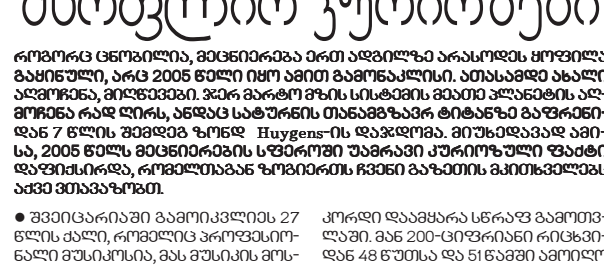 მსოფლიო კურიოზები
როგორც ცნობილია, მეცნიერება ერთ ადგილზე არასოდეს ყოფილა
გაყინული, არც 2005 წელი იყო ამით გამონაკლისი. ათასამდე ახალი
აღმოჩენა, მიღწევები. ჯერ მარტო მზის სისტემის მეათე პლანეტის აღ-
მოჩენა რად ღირს, ანდაც სატურნის თანამგზავრ ტიტანზე გაფრენი-
დან 7 წლის შემდეგ ზონდ Huygens-ის დაჯდომა. მიუხედავად ამი-
სა, 2005 წელს მეცნიერების სფეროში უამრავი კურიოზული ფაქტი
დაფიქსირდა, რომელთაგან ზოგიერთს ჩვენი გაზეთის მკითხველებს
აქვე ვთავაზობთ.
● შვეიცარიაში გამოიკვლიეს 27
წლის ქალი, რომელიც პროფესიო-
ნალი მუსიკოსია, მას მუსიკის მოს-
კორდი დაამყარა სწრაფ გამოთვ-
ლაში. მან 200-ციფრიანი რიცხვი-
დან 48 წუთსა და 51 წამში ამოიღო